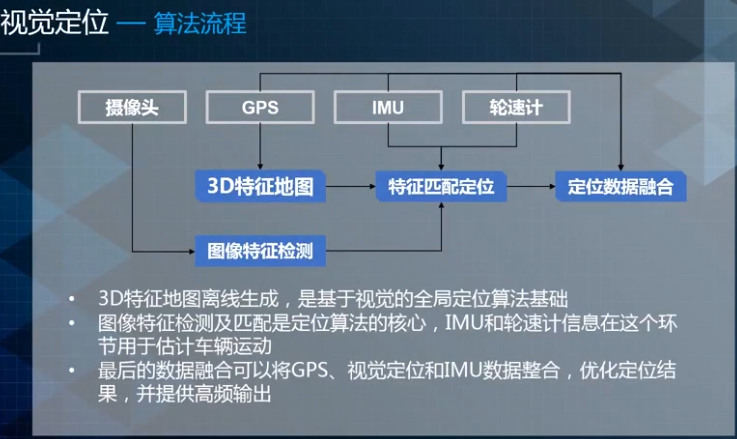 视觉定位 — 算法流程
摄像头 GPS IMU 轮速计
3D特征地图 特征匹配定位 定位数据融合
图像特征检测
• 3D特征地图离线生成，是基于视觉的全局定位算法基础
• 图像特征检测及匹配是定位算法的核心，IMU和轮速计信息在这个环
节用于估计车辆运动
• 最后的数据融合可以将GPS、视觉定位和IMU数据整合，优化定位结
果，并提供高频输出